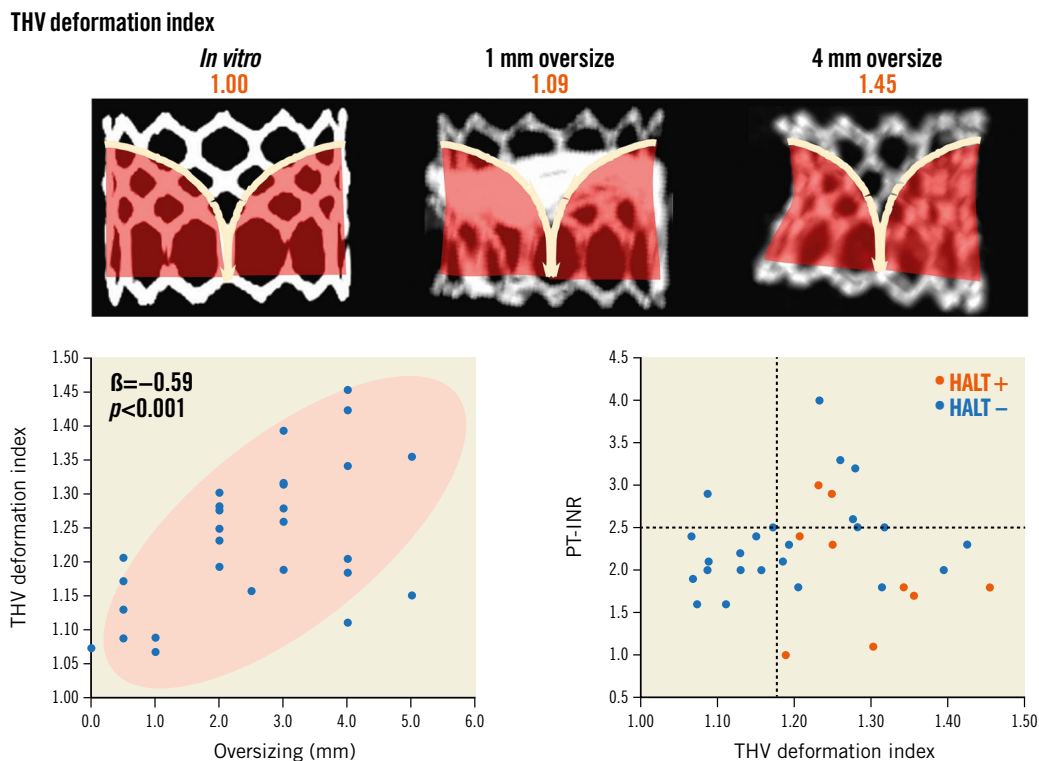 THV deformation index
In vitro
1.00
1 mm oversize
1.09
4 mm oversize
1.45
THV deformation index
1.50
1.45
1.40
1.35
1.30
1.25
1.20
1.15
1.10
1.05
1.00
ß=−0.59
p<0.001
0.0 1.0 2.0 3.0 4.0 5.0 6.0
Oversizing (mm)
PT-INR
4.5
4.0
3.5
3.0
2.5
2.0
1.5
1.0
0.5
HALT +
HALT −
1.00 1.10 1.20 1.30 1.40 1.50
THV deformation index